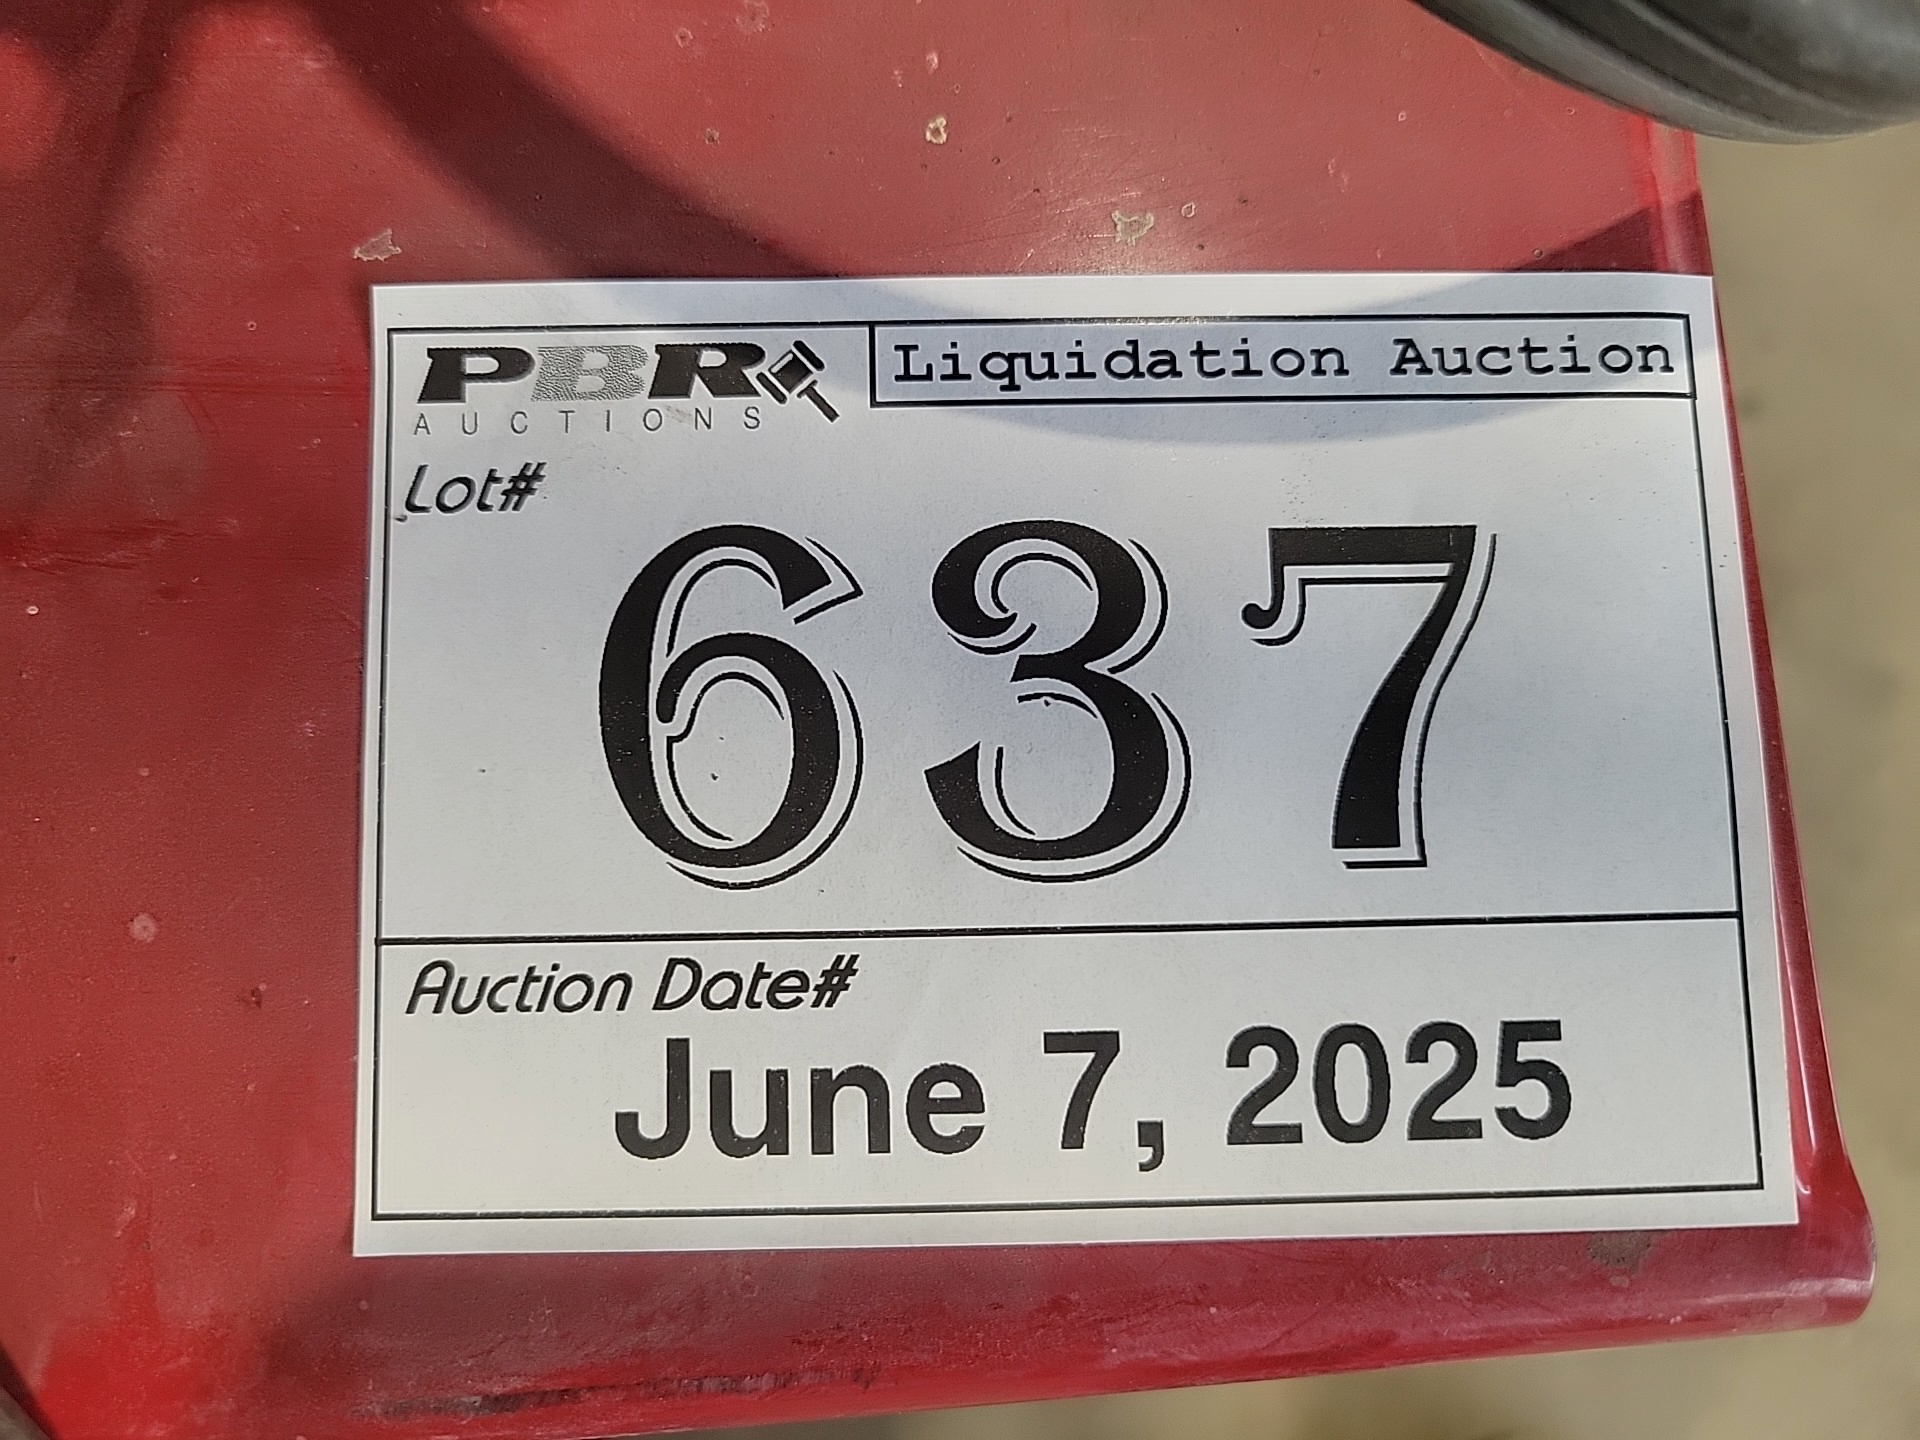 PBR
AUCTIONS
Liquidation Auction
Lot#
637
Auction Date#
June 7, 2025